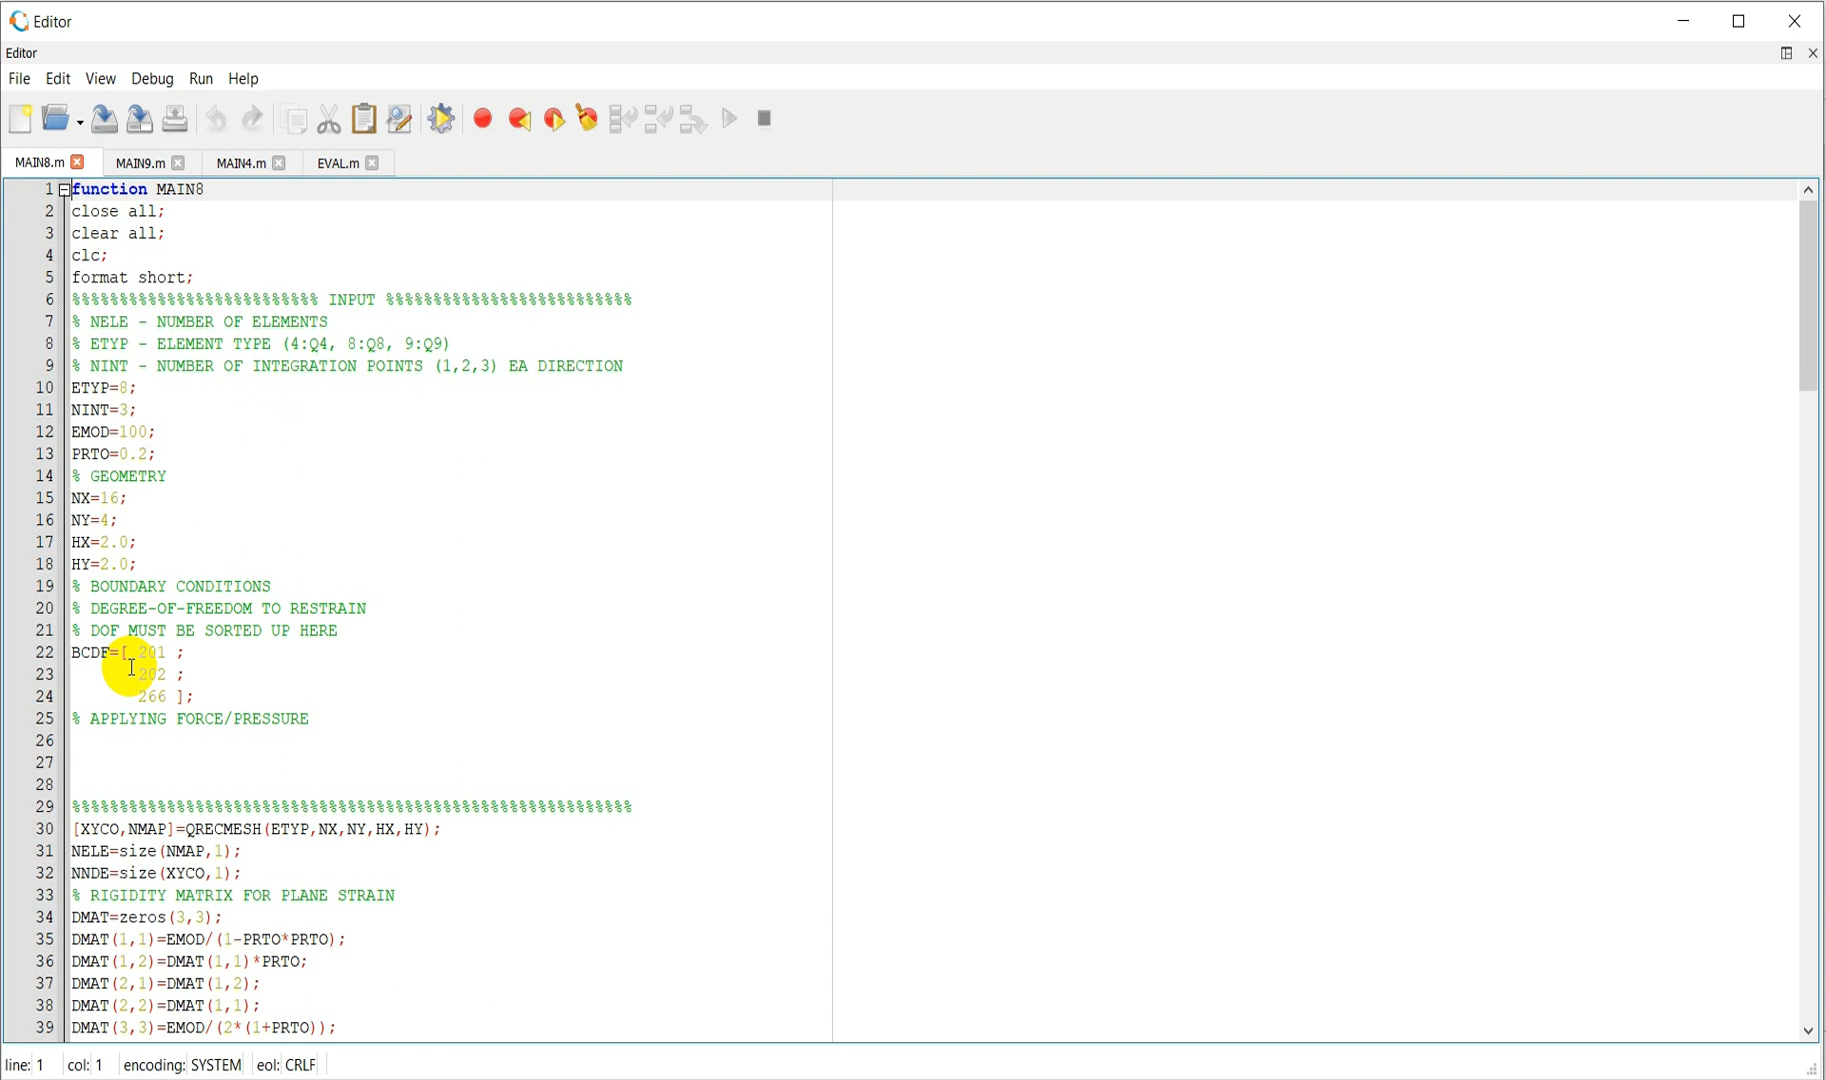 Editor
Editor
File Edit View Debug Run Help
MAIN8.m MAIN9.m MAIN4.m EVAL.m
1 function MAIN8
2 close all;
3 clear all;
4 clc;
5 format short;
6 %%%%%%%%%%%%%%%%%%%%%%%%%% INPUT %%%%%%%%%%%%%%%%%%%%%%%%%%
7 % NELE - NUMBER OF ELEMENTS
8 % ETYP - ELEMENT TYPE (4:Q4, 8:Q8, 9:Q9)
9 % NINT - NUMBER OF INTEGRATION POINTS (1,2,3) EA DIRECTION
10 ETYP=8;
11 NINT=3;
12 EMOD=100;
13 PRTO=0.2;
14 % GEOMETRY
15 NX=16;
16 NY=4;
17 HX=2.0;
18 HY=2.0;
19 % BOUNDARY CONDITIONS
20 % DEGREE-OF-FREEDOM TO RESTRAIN
21 % DOF MUST BE SORTED UP HERE
22 BCDF=[ 201 ;
23 202 ;
24 266 ];
25 % APPLYING FORCE/PRESSURE
26
27
28
29 %%%%%%%%%%%%%%%%%%%%%%%%%%%%%%%%%%%%%%%%%%%%%%%%%%%%%%%%%%%
30 [XYCO,NMAP]=QRECMESH(ETYP,NX,NY,HX,HY);
31 NELE=size(NMAP,1);
32 NNDE=size(XYCO,1);
33 % RIGIDITY MATRIX FOR PLANE STRAIN
34 DMAT=zeros(3,3);
35 DMAT(1,1)=EMOD/(1-PRTO*PRTO);
36 DMAT(1,2)=DMAT(1,1)*PRTO;
37 DMAT(2,1)=DMAT(1,2);
38 DMAT(2,2)=DMAT(1,1);
39 DMAT(3,3)=EMOD/(2*(1+PRTO));
line: 1 col: 1 encoding: SYSTEM eol: CRLF